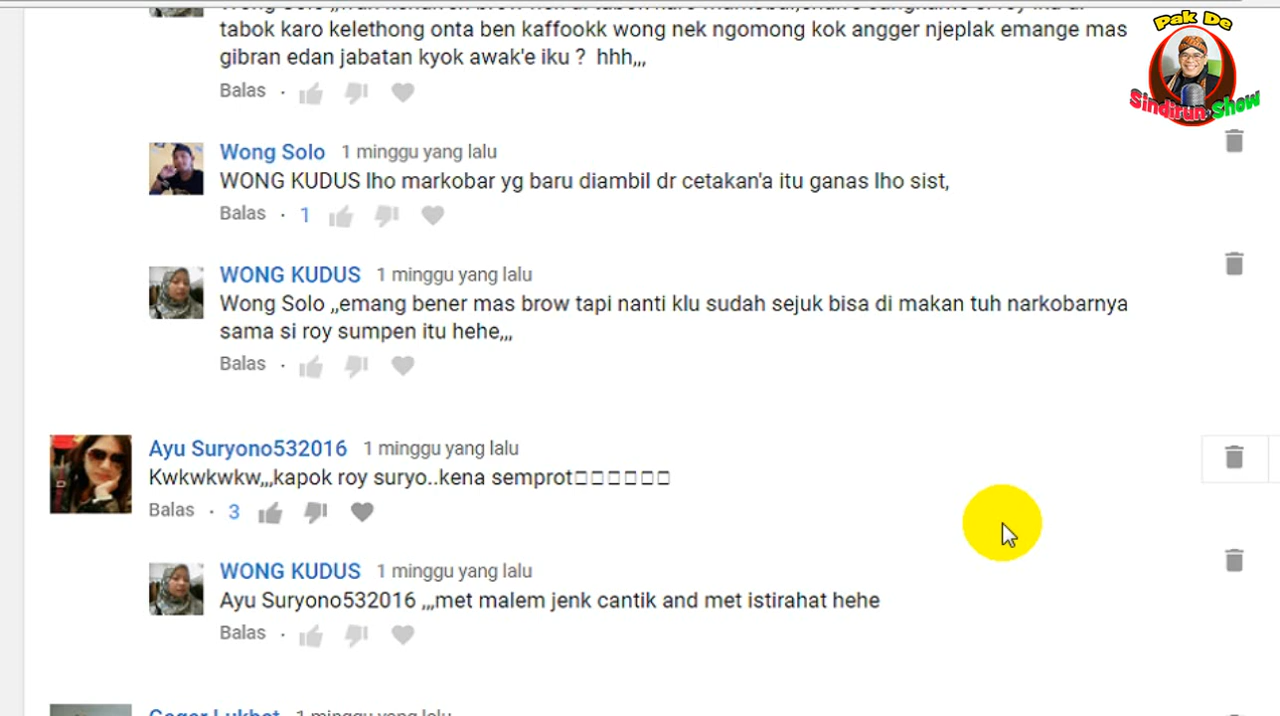 tabok karo kelethong onta ben kaffookk wong nek ngomong kok angger njeplak emange mas
gibran edan jabatan kyok awak'e iku ? hhh,,,
Balas ·
Wong Solo 1 minggu yang lalu
WONG KUDUS lho markobar yg baru diambil dr cetakan'a itu ganas lho sist,
Balas · 1
WONG KUDUS 1 minggu yang lalu
Wong Solo ,,emang bener mas brow tapi nanti klu sudah sejuk bisa di makan tuh narkobarnya
sama si roy sumpen itu hehe,,,
Balas ·
Ayu Suryono532016 1 minggu yang lalu
Kwkwkwkw,,,kapok roy suryo..kena semprot□□□□□□
Balas · 3
WONG KUDUS 1 minggu yang lalu
Ayu Suryono532016 ,,,met malem jenk cantik and met istirahat hehe
Balas ·
Pak De
Sindirun Show